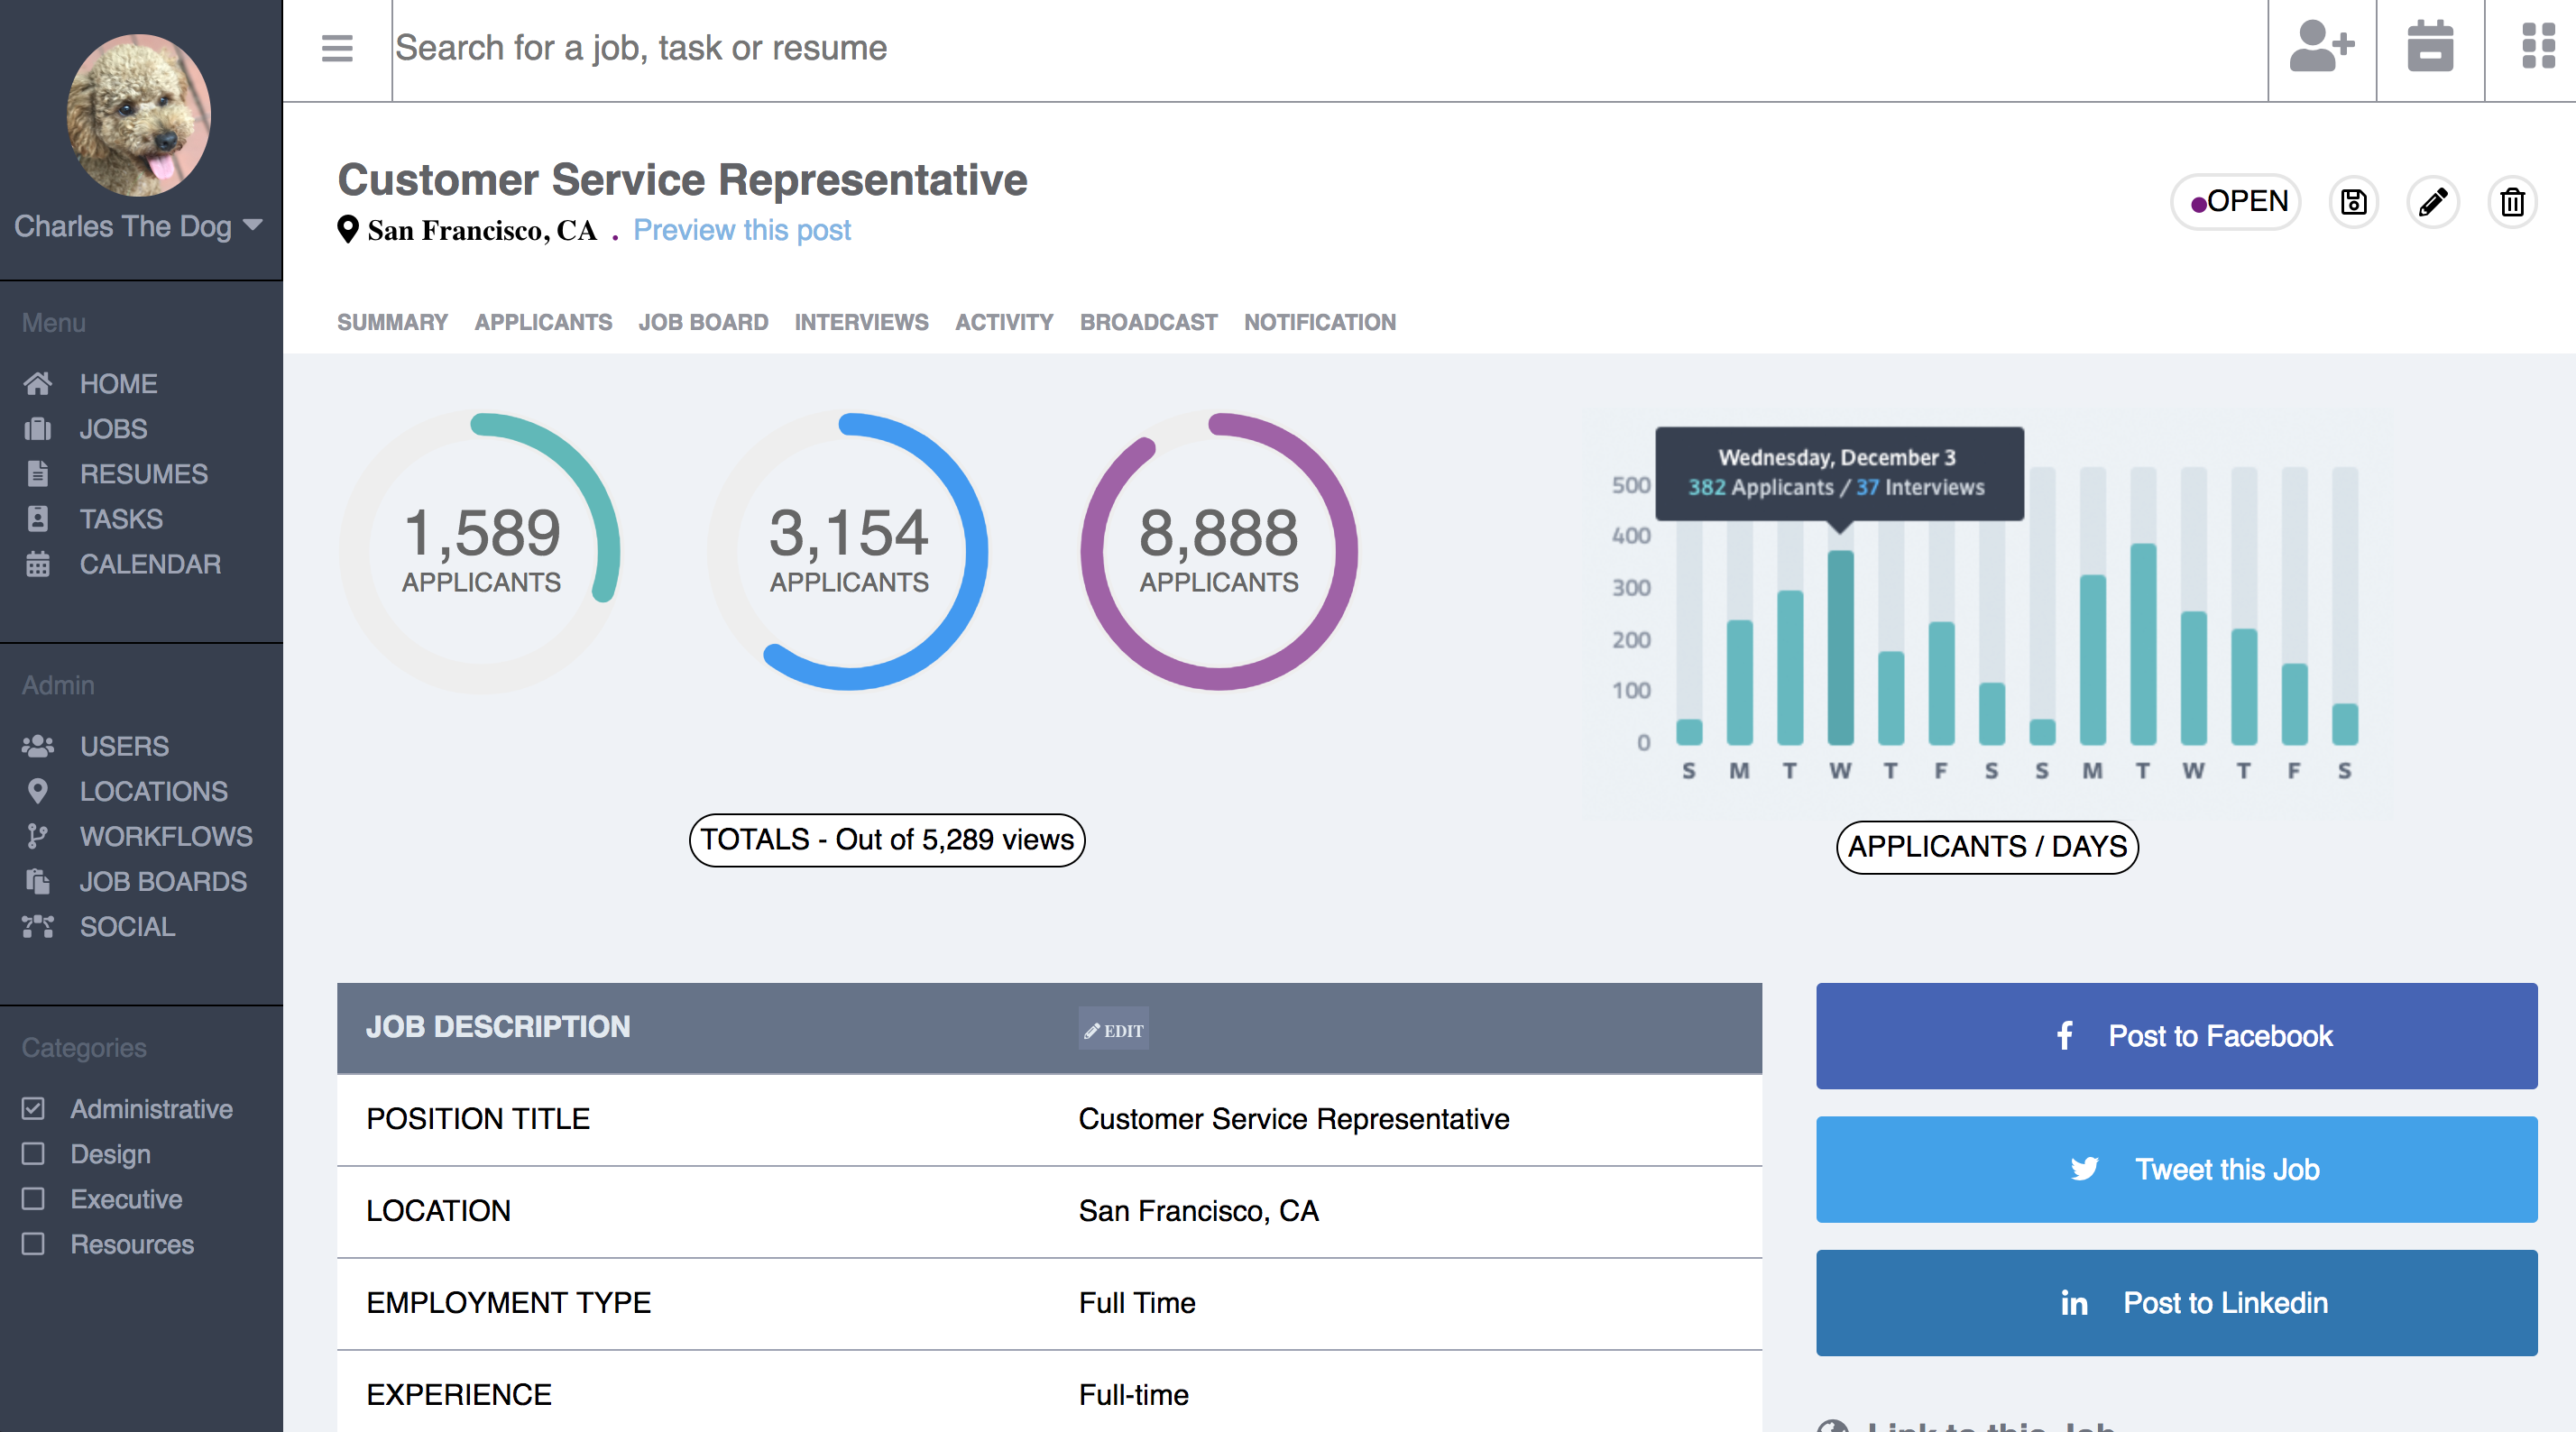 Charles The Dog
Menu
HOME
JOBS
RESUMES
TASKS
CALENDAR
Admin
USERS
LOCATIONS
WORKFLOWS
JOB BOARDS
SOCIAL
Categories
Administrative
Design
Executive
Resources
Search for a job, task or resume
Customer Service Representative
San Francisco, CA . Preview this post
OPEN
SUMMARY APPLICANTS JOB BOARD INTERVIEWS ACTIVITY BROADCAST NOTIFICATION
1,589
APPLICANTS
3,154
APPLICANTS
8,888
APPLICANTS
TOTALS - Out of 5,289 views
Wednesday, December 3
382 Applicants / 37 Interviews
500
400
300
200
100
0
S M T W T F S S M T W T F S
APPLICANTS / DAYS
JOB DESCRIPTION EDIT
POSITION TITLE Customer Service Representative
LOCATION San Francisco, CA
EMPLOYMENT TYPE Full Time
EXPERIENCE Full-time
Post to Facebook
Tweet this Job
Post to Linkedin
Link to this Job